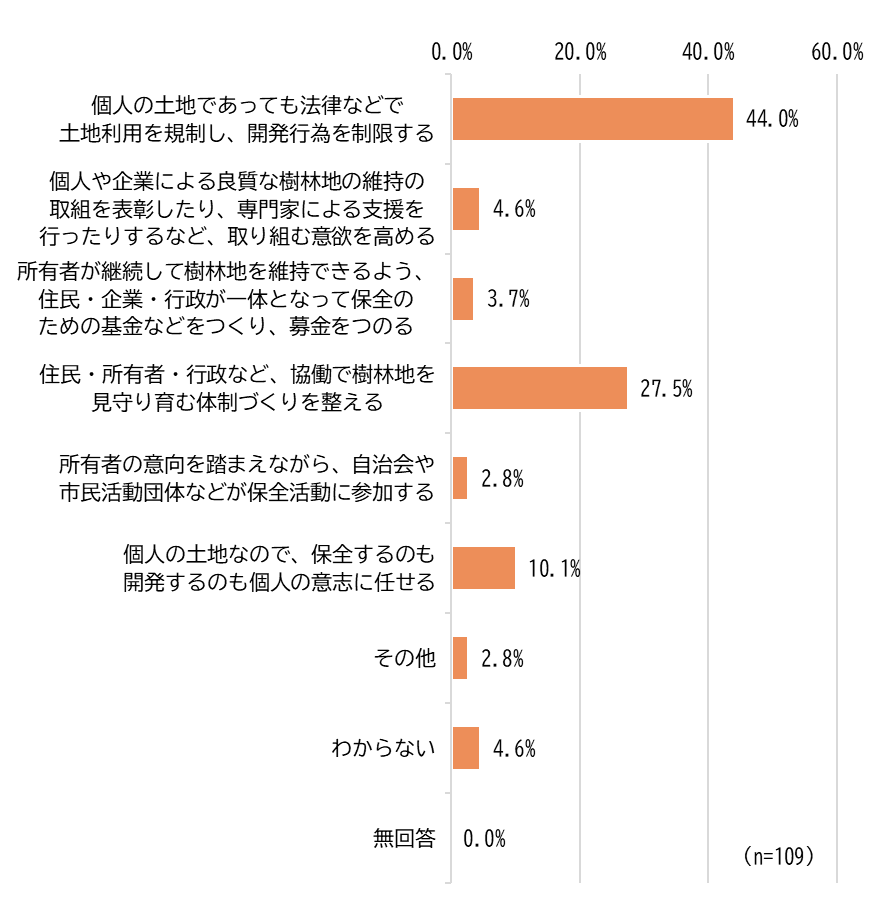 0.0% 20.0% 40.0% 60.0%
個人の土地であっても法律などで
土地利用を規制し、開発行為を制限する
44.0%
個人や企業による良質な樹林地の維持の
取組を表彰したり、専門家による支援を
行ったりするなど、取り組む意欲を高める
4.6%
所有者が継続して樹林地を維持できるよう、
住民・企業・行政が一体となって保全の
ための基金などをつくり、募金をつのる
3.7%
住民・所有者・行政など、協働で樹林地を
見守り育む体制づくりを整える
27.5%
所有者の意向を踏まえながら、自治会や
市民活動団体などが保全活動に参加する
2.8%
個人の土地なので、保全するのも
開発するのも個人の意志に任せる
10.1%
その他
2.8%
わからない
4.6%
無回答
0.0%
（n=109）